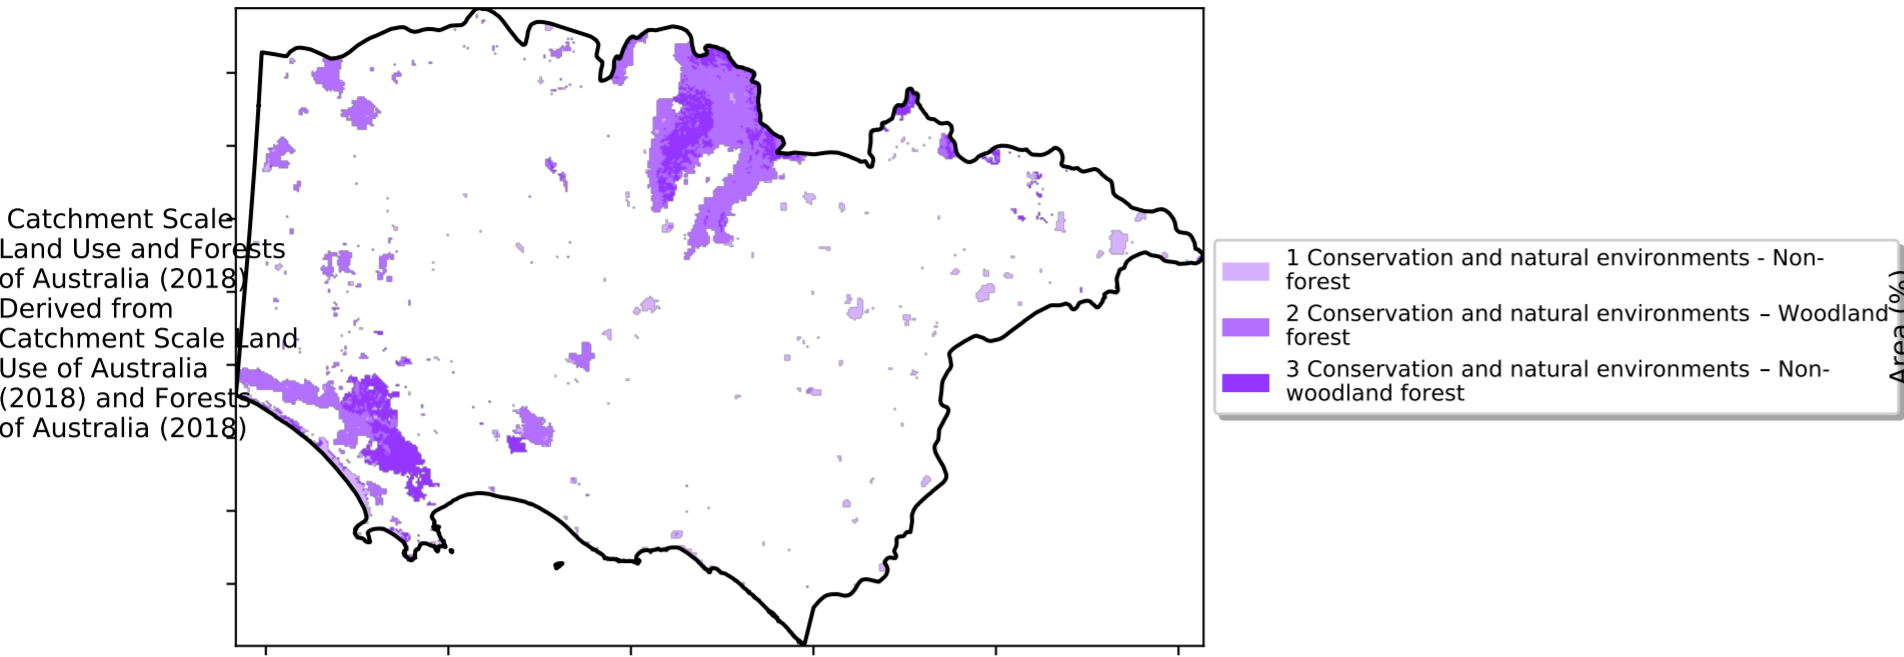 Catchment Scale
Land Use and Forests
of Australia (2018)
Derived from
Catchment Scale Land
Use of Australia
(2018) and Forests
of Australia (2018)
1 Conservation and natural environments - Non-
forest
2 Conservation and natural environments – Woodland
forest
3 Conservation and natural environments – Non-
woodland forest
Area (%)